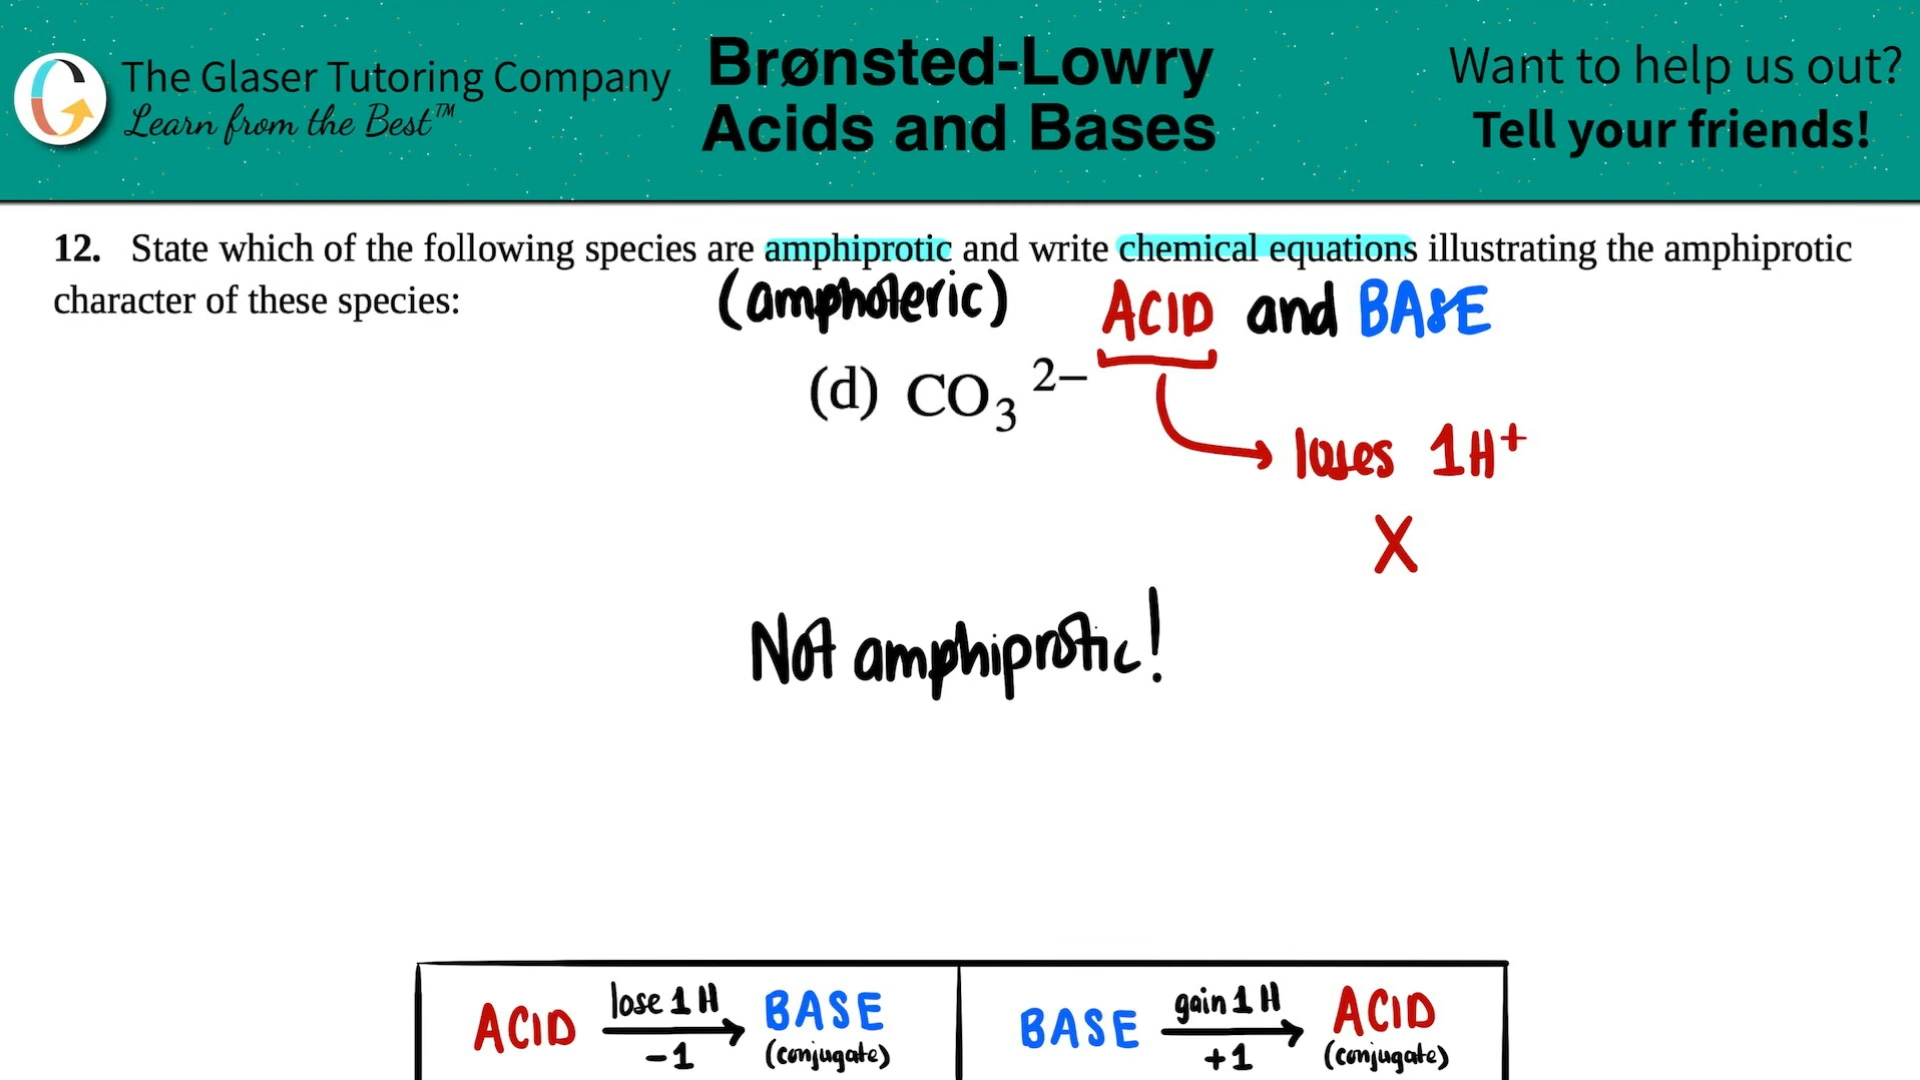 The Glaser Tutoring Company
Learn from the Best™
Brønsted-Lowry
Acids and Bases
Want to help us out?
Tell your friends!
12. State which of the following species are amphiprotic and write chemical equations illustrating the amphiprotic
character of these species:
(amphoteric)
ACID and BASE
(d) CO₃²⁻
loses 1H⁺
X
Not amphiprotic!
ACID lose 1 H BASE
-1 (conjugate)
BASE gain 1 H ACID
+1 (conjugate)